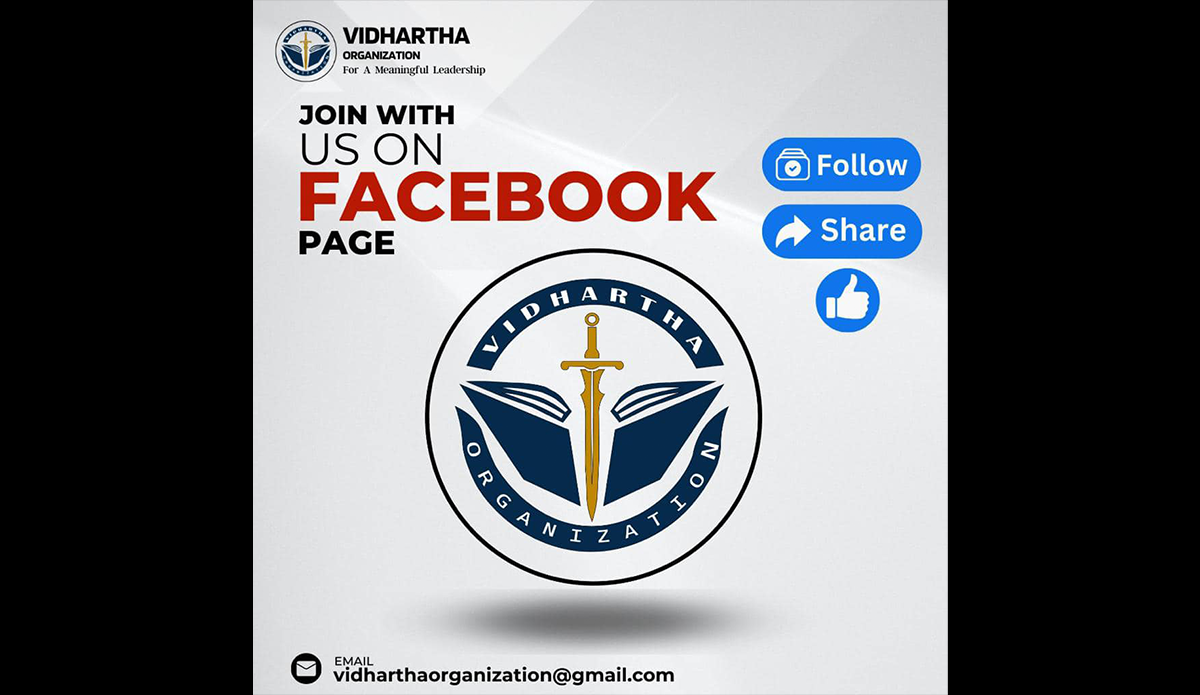 VIDHARTHA
ORGANIZATION
For A Meaningful Leadership
JOIN WITH
US ON
FACEBOOK
PAGE
Follow
Share
VIDHARTHA
ORGANIZATION
EMAIL
vidharthaorganization@gmail.com